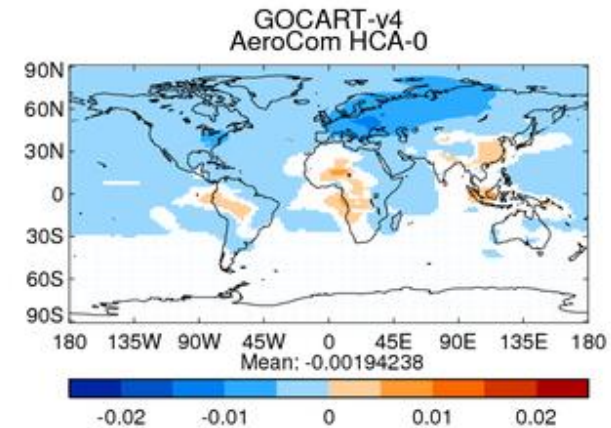 GOCART-v4
AeroCom HCA-0
90N
60N
30N
0
30S
60S
90S
180 135W 90W 45W 0 45E 90E 135E 180
Mean: -0.00194238
-0.02 -0.01 0 0.01 0.02